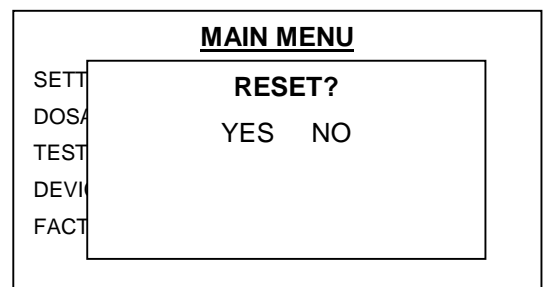 MAIN MENU
SETT
RESET?
DOSA
YES NO
TEST
DEVI
FACT